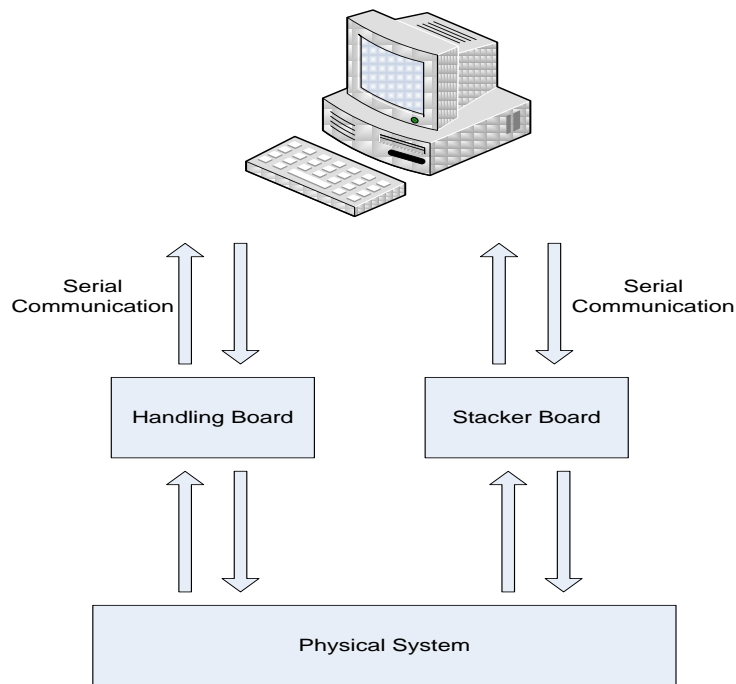 Serial
Communication
Serial
Communication
Handling Board
Stacker Board
Physical System